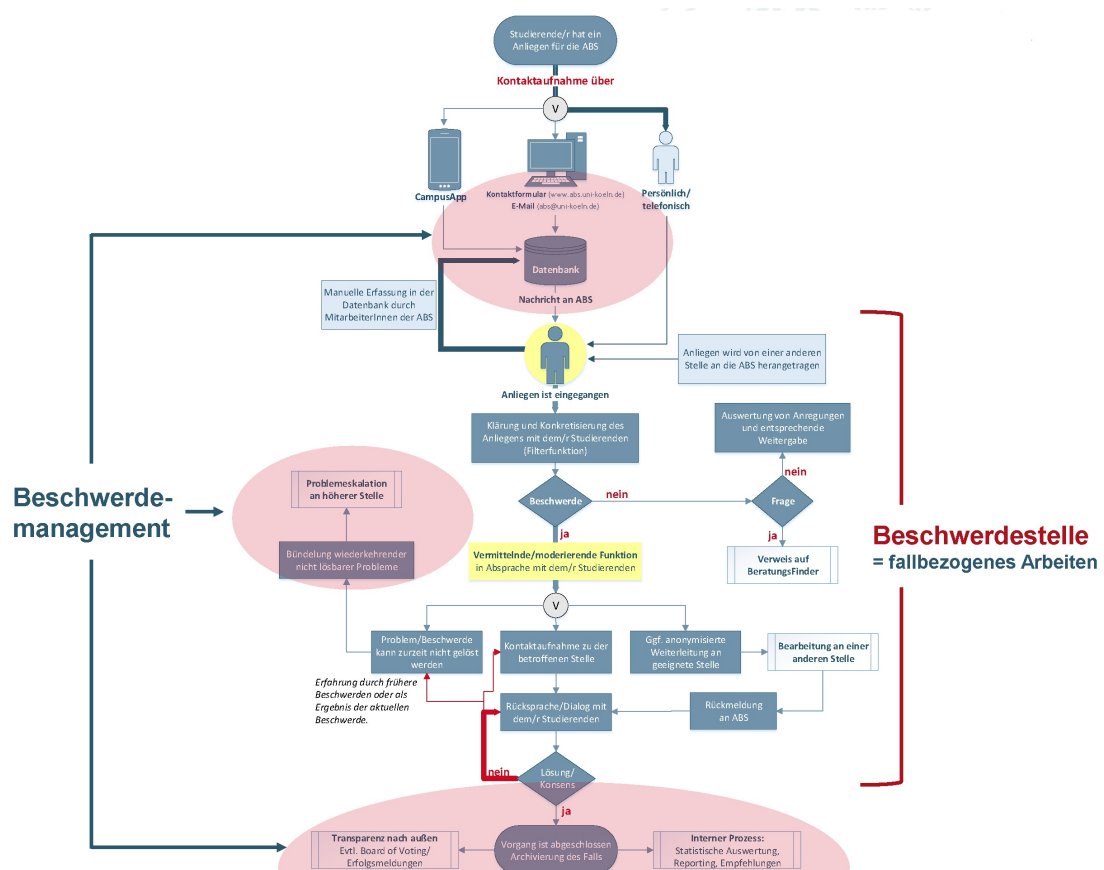 Studierende/r hat ein
Anliegen für die ABS
Kontaktaufnahme über
V
CampusApp
Kontaktformular (www.abs.uni-koeln.de)
E-Mail (abs@uni-koeln.de)
Persönlich/
telefonisch
Datenbank
Nachricht an ABS
Manuelle Erfassung in der
Datenbank durch
MitarbeiterInnen der ABS
Anliegen wird von einer anderen
Stelle an die ABS herangetragen
Anliegen ist eingegangen
Klärung und Konkretisierung des
Anliegens mit dem/r Studierenden
(Filterfunktion)
Auswertung von Anregungen
und entsprechende
Weitergabe
nein
Beschwerde
nein
Frage
ja
ja
Verweis auf
BeratungsFinder
Problemeskalation
an höherer Stelle
Bündelung wiederkehrender
nicht lösbarer Probleme
Beschwerde-
management
Beschwerdestelle
= fallbezogenes Arbeiten
Vermittelnde/moderierende Funktion
in Absprache mit dem/r Studierenden
V
Problem/Beschwerde
kann zurzeit nicht gelöst
werden
Kontaktaufnahme zu der
betroffenen Stelle
Ggf. anonymisierte
Weiterleitung an
geeignete Stelle
Bearbeitung an einer
anderen Stelle
Erfahrung durch frühere
Beschwerden oder als
Ergebnis der aktuellen
Beschwerde.
Rücksprache/Dialog mit
dem/r Studierenden
Rückmeldung
an ABS
nein
Lösung/
Konsens
ja
Transparenz nach außen
Evtl. Board of Voting/
Erfolgsmeldungen
Vorgang ist abgeschlossen
Archivierung des Falls
Interner Prozess:
Statistische Auswertung,
Reporting, Empfehlungen